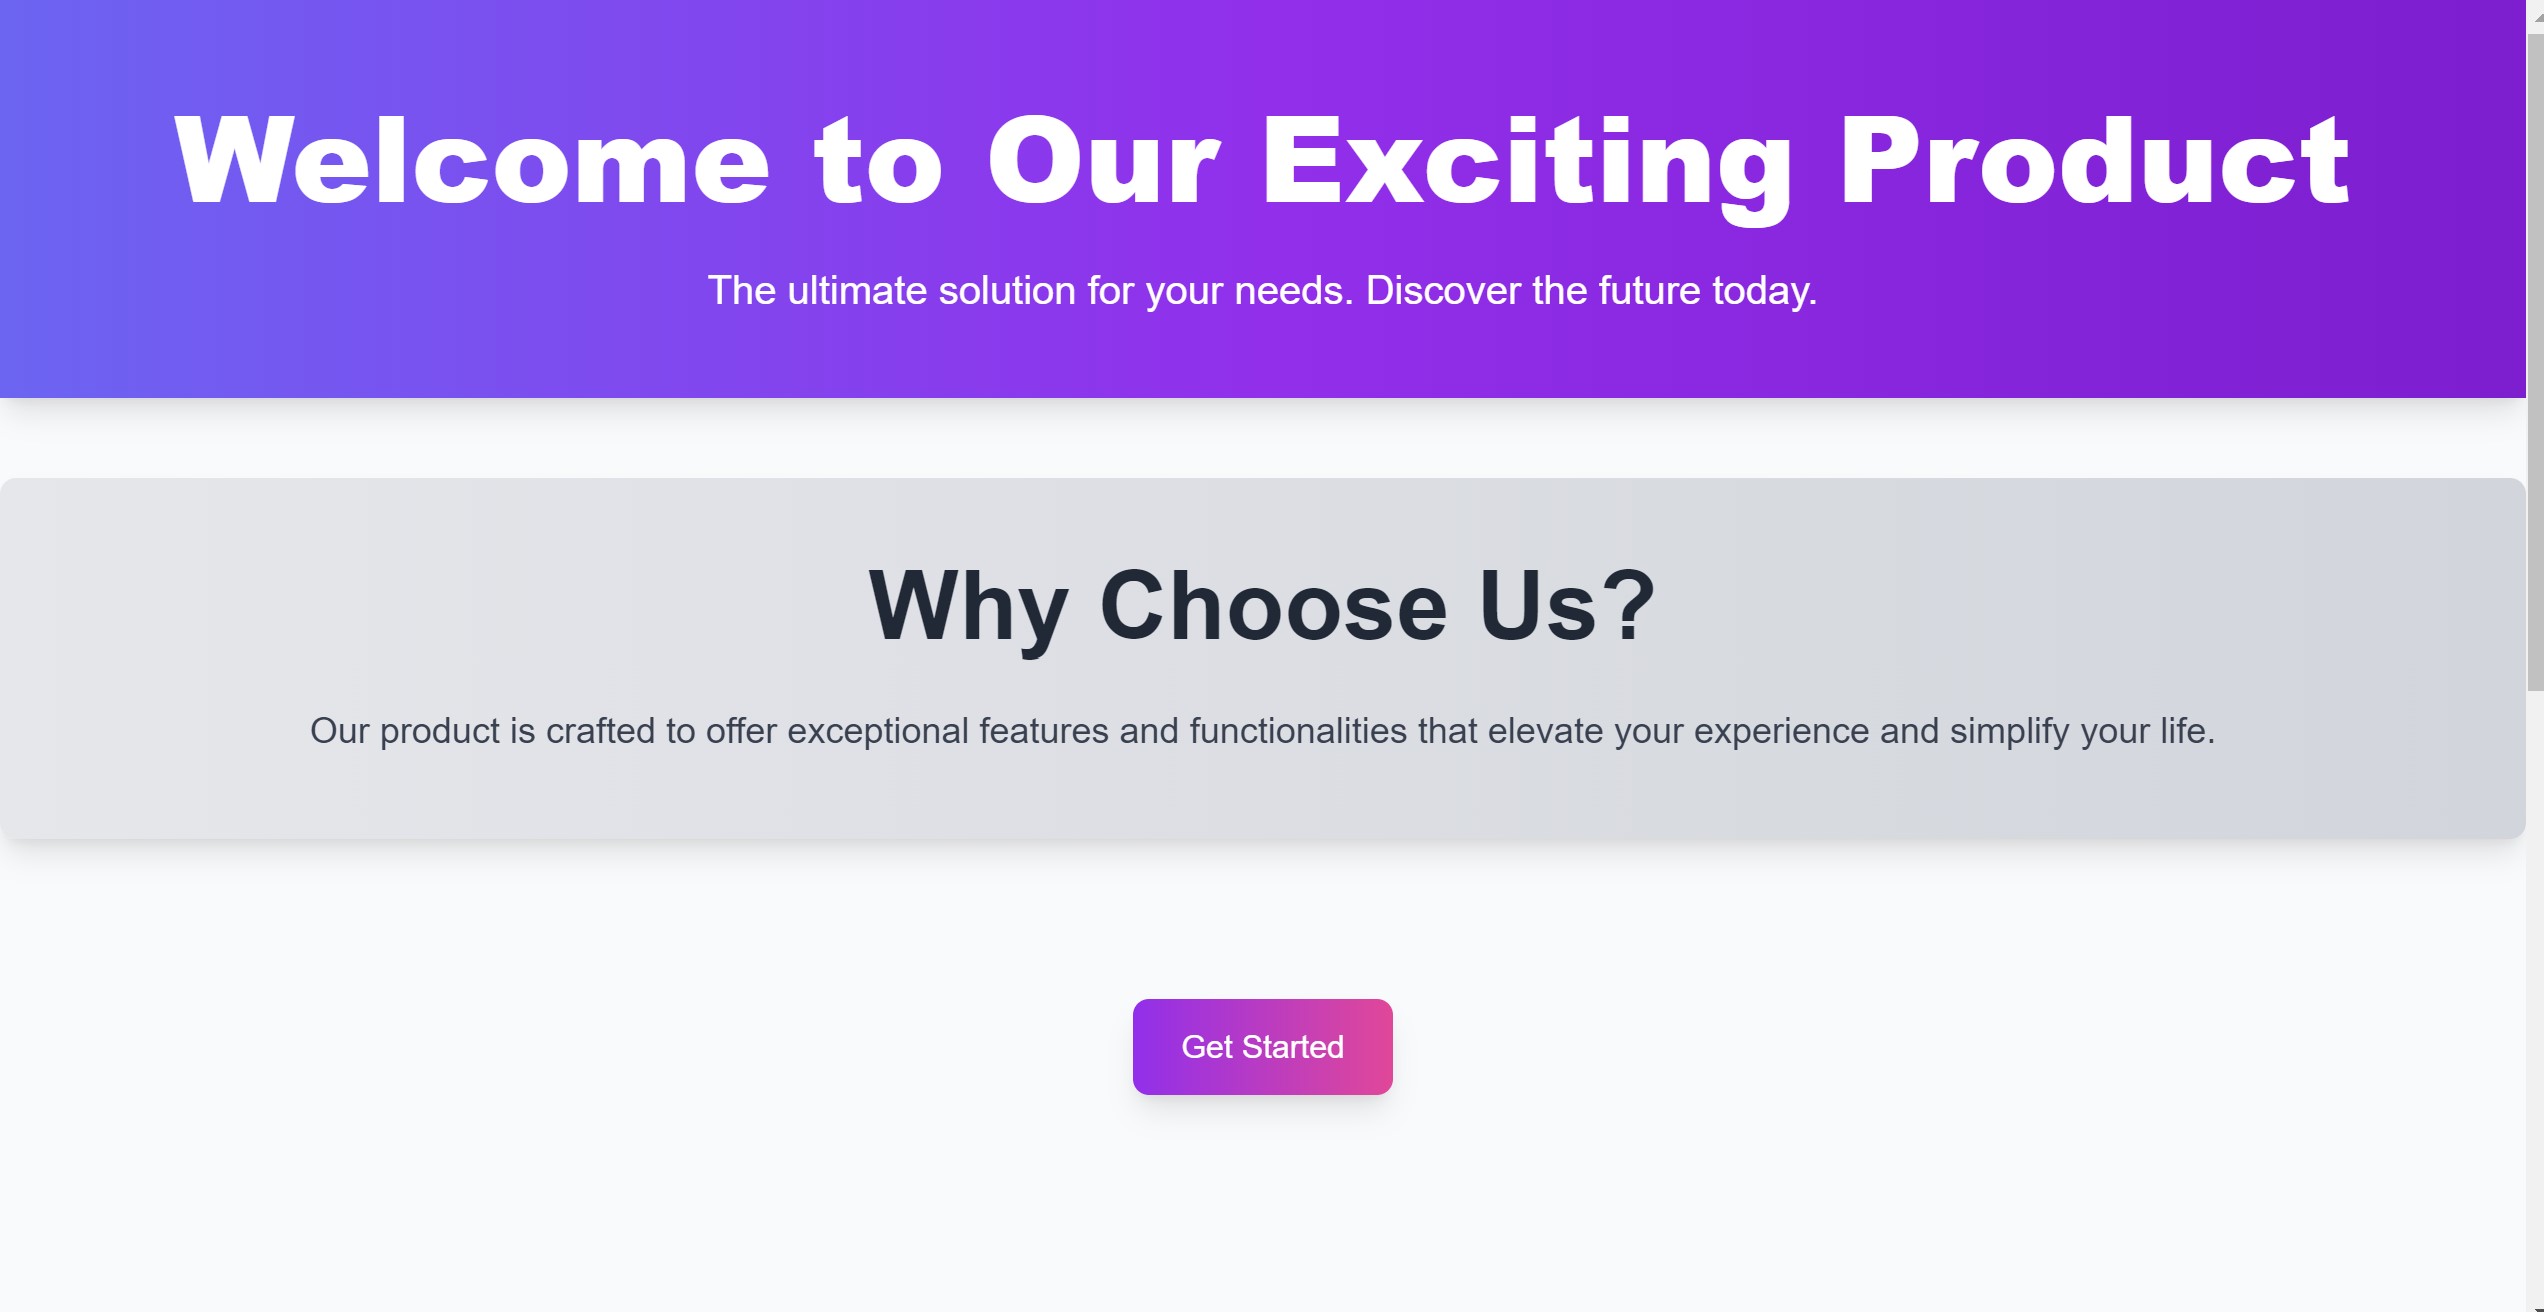 Welcome to Our Exciting Product
The ultimate solution for your needs. Discover the future today.
Why Choose Us?
Our product is crafted to offer exceptional features and functionalities that elevate your experience and simplify your life.
Get Started